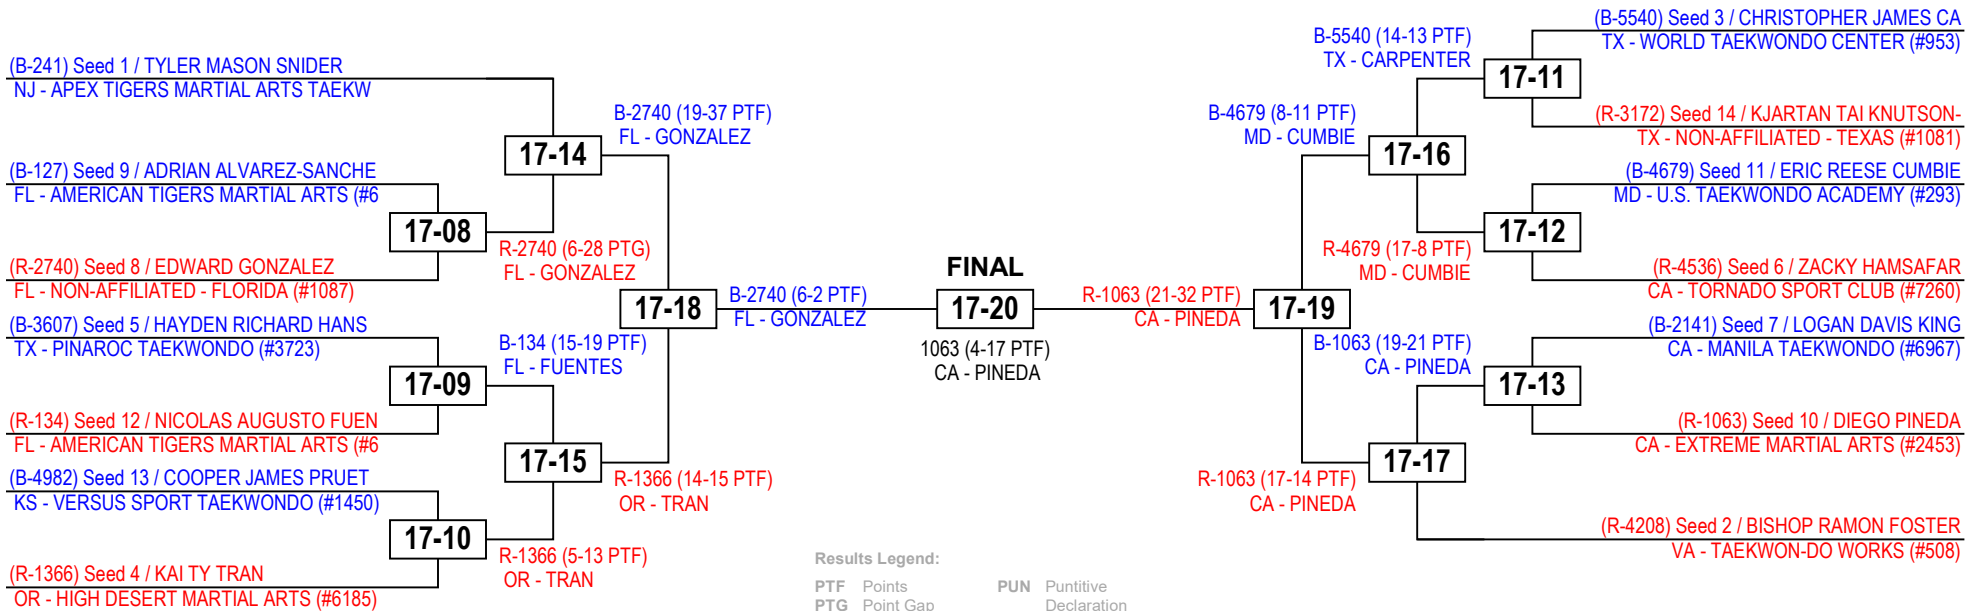 (B-241) Seed 1 / TYLER MASON SNIDER
NJ - APEX TIGERS MARTIAL ARTS TAEKW
(B-127) Seed 9 / ADRIAN ALVAREZ-SANCHE
FL - AMERICAN TIGERS MARTIAL ARTS (#6
(R-2740) Seed 8 / EDWARD GONZALEZ
FL - NON-AFFILIATED - FLORIDA (#1087)
(B-3607) Seed 5 / HAYDEN RICHARD HANS
TX - PINAROC TAEKWONDO (#3723)
(R-134) Seed 12 / NICOLAS AUGUSTO FUEN
FL - AMERICAN TIGERS MARTIAL ARTS (#6
(B-4982) Seed 13 / COOPER JAMES PRUET
KS - VERSUS SPORT TAEKWONDO (#1450)
(R-1366) Seed 4 / KAI TY TRAN
OR - HIGH DESERT MARTIAL ARTS (#6185)
17-08
17-09
17-10
R-2740 (6-28 PTG)
FL - GONZALEZ
B-134 (15-19 PTF)
FL - FUENTES
R-1366 (5-13 PTF)
OR - TRAN
17-14
17-15
B-2740 (19-37 PTF)
FL - GONZALEZ
R-1366 (14-15 PTF)
OR - TRAN
17-18
B-2740 (6-2 PTF)
FL - GONZALEZ
FINAL
17-20
1063 (4-17 PTF)
CA - PINEDA
R-1063 (21-32 PTF)
CA - PINEDA
17-19
B-4679 (8-11 PTF)
MD - CUMBIE
R-1063 (17-14 PTF)
CA - PINEDA
17-16
17-17
B-5540 (14-13 PTF)
TX - CARPENTER
R-4679 (17-8 PTF)
MD - CUMBIE
B-1063 (19-21 PTF)
CA - PINEDA
17-11
17-12
17-13
(B-5540) Seed 3 / CHRISTOPHER JAMES CA
TX - WORLD TAEKWONDO CENTER (#953)
(R-3172) Seed 14 / KJARTAN TAI KNUTSON-
TX - NON-AFFILIATED - TEXAS (#1081)
(B-4679) Seed 11 / ERIC REESE CUMBIE
MD - U.S. TAEKWONDO ACADEMY (#293)
(R-4536) Seed 6 / ZACKY HAMSAFAR
CA - TORNADO SPORT CLUB (#7260)
(B-2141) Seed 7 / LOGAN DAVIS KING
CA - MANILA TAEKWONDO (#6967)
(R-1063) Seed 10 / DIEGO PINEDA
CA - EXTREME MARTIAL ARTS (#2453)
(R-4208) Seed 2 / BISHOP RAMON FOSTER
VA - TAEKWON-DO WORKS (#508)
Results Legend:
PTF Points
PTG Point Gap
PUN Puntitive
Declaration